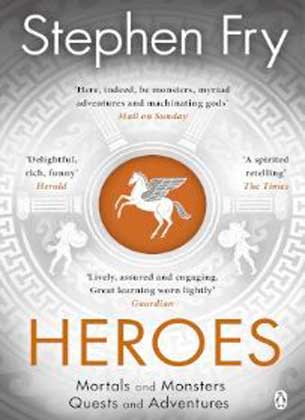 Stephen Fry
'Here, indeed, be monsters, myriad
adventures and machinating gods'
Mail on Sunday
'Delightful,
rich, funny'
Herald
'A spirited
retelling'
The Times
'Lively, assured and engaging.
Great learning worn lightly'
Guardian
HEROES
Mortals and Monsters
Quests and Adventures